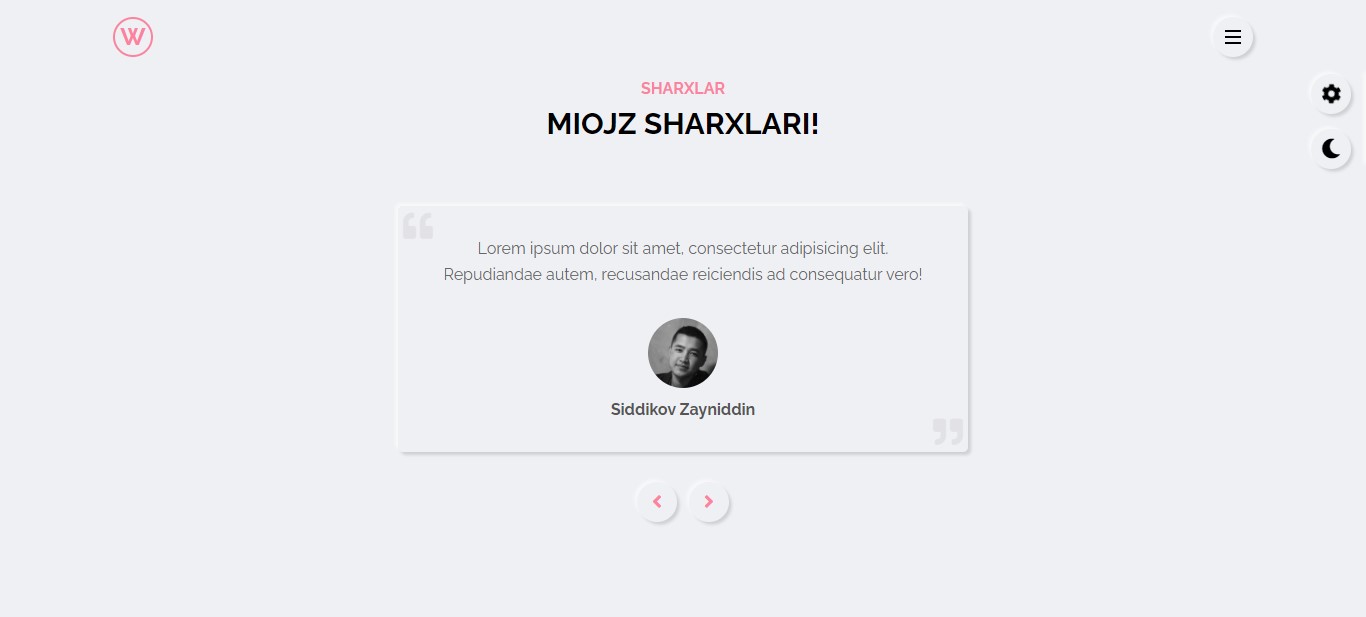 W
SHARXLAR
MIOJZ SHARXLARI!
Lorem ipsum dolor sit amet, consectetur adipisicing elit.
Repudiandae autem, recusandae reiciendis ad consequatur vero!
Siddikov Zayniddin